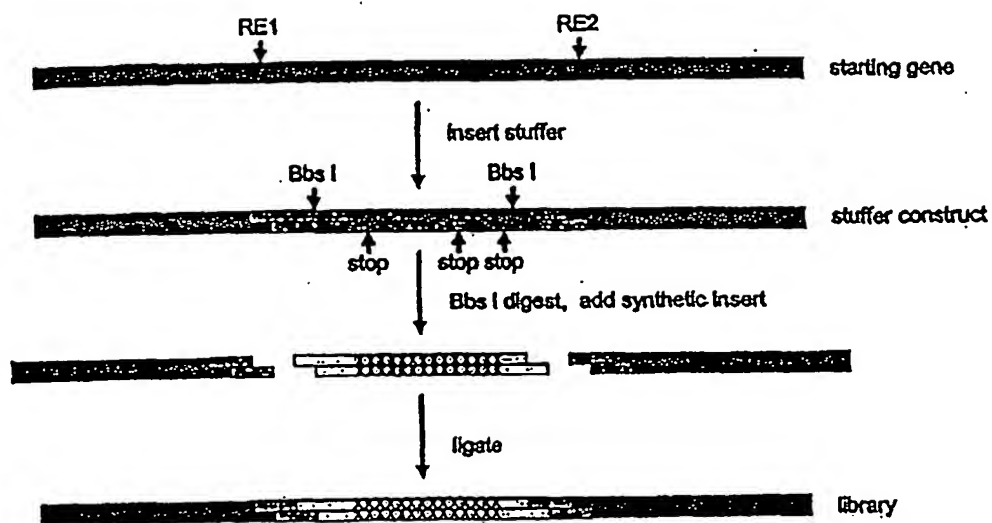 RE1 RE2
starting gene
insert stuffer
Bbs I Bbs I
stuffer construct
stop stop stop
Bbs I digest, add synthetic insert
ligate
library